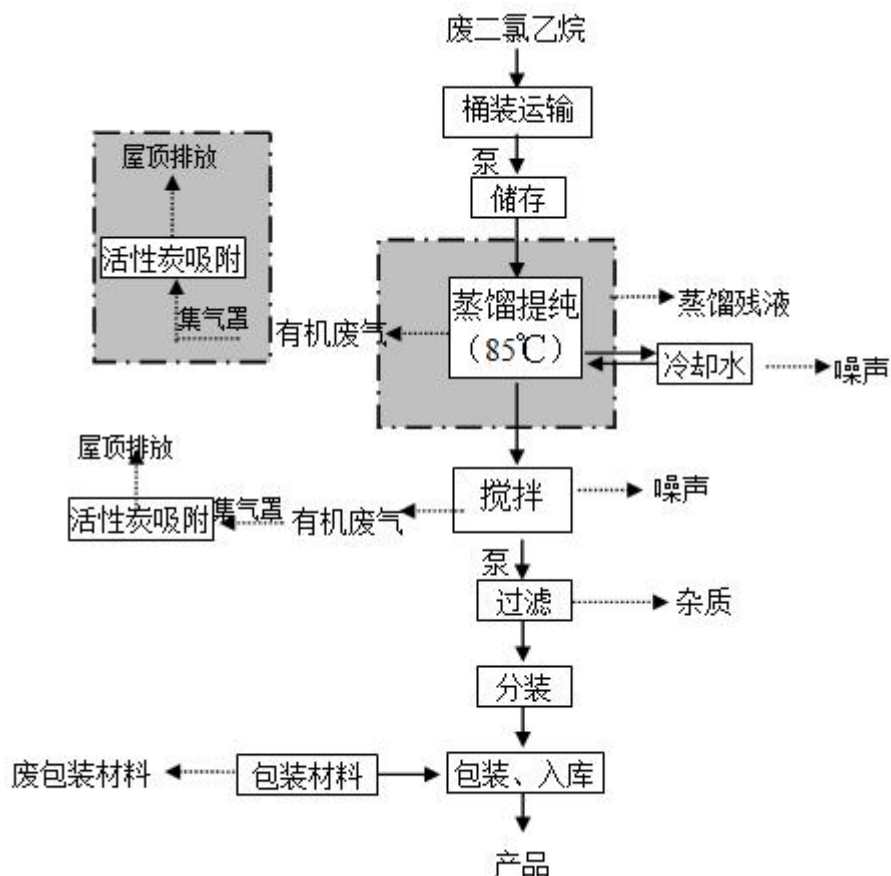 废二氯乙烷
桶装运输
泵
储存
屋顶排放
活性炭吸附
集气罩
有机废气
蒸馏提纯
（85℃）
蒸馏残液
冷却水
噪声
屋顶排放
活性炭吸附
集气罩
有机废气
搅拌
噪声
泵
过滤
杂质
分装
废包装材料
包装材料
包装、入库
产品